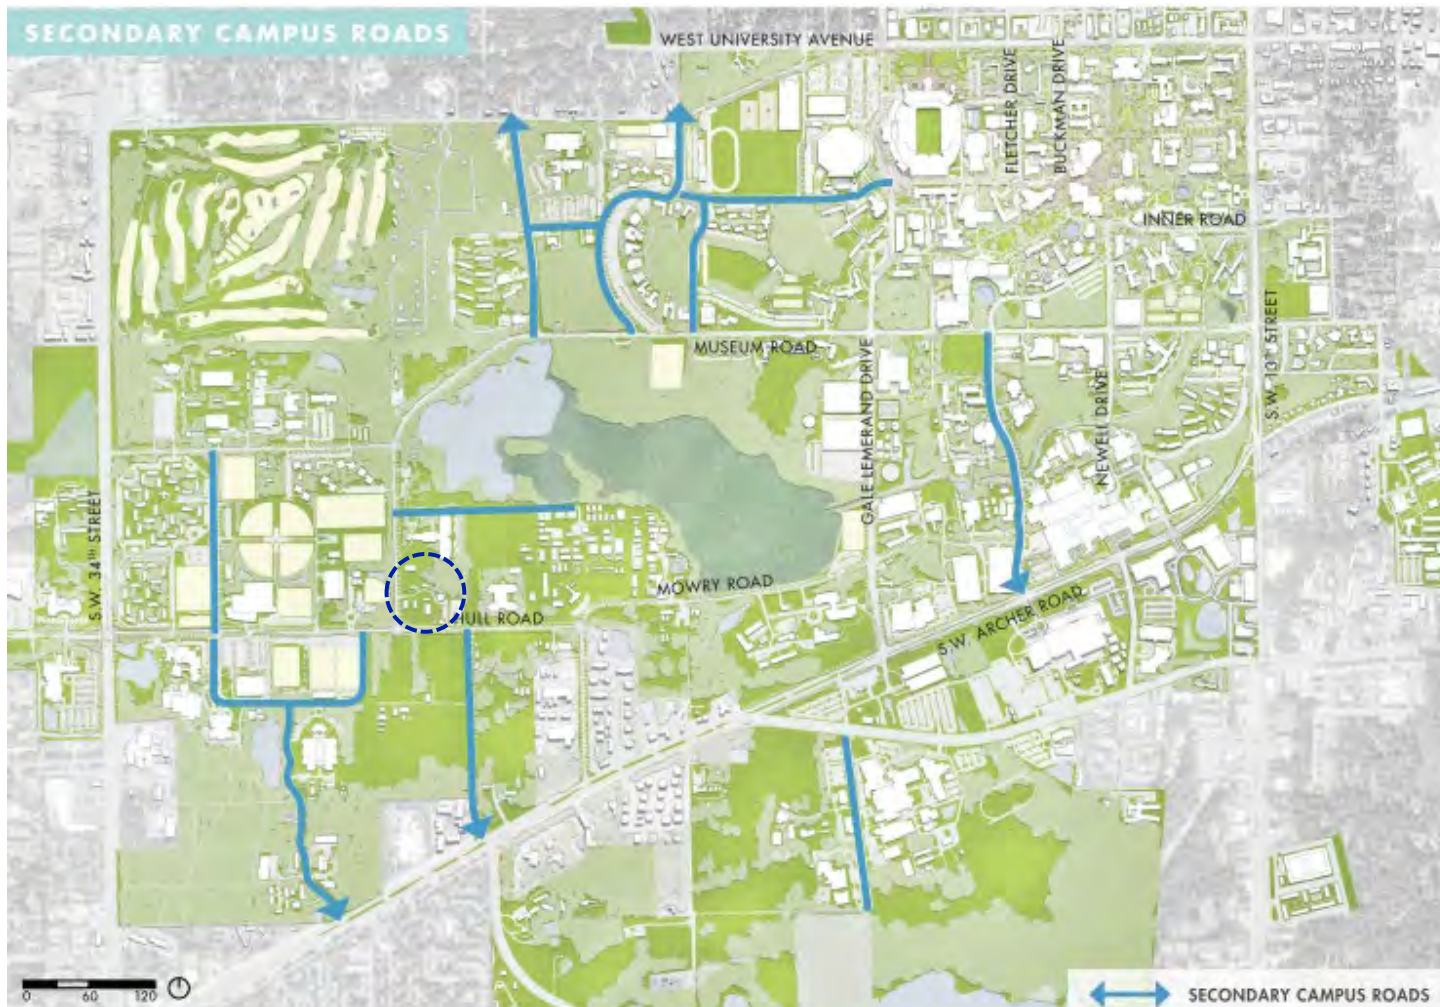 SECONDARY CAMPUS ROADS
WEST UNIVERSITY AVENUE
FLETCHER DRIVE
BUCKMAN DRIVE
INNER ROAD
MUSEUM ROAD
GALE LEMERAND DRIVE
NEWELL DRIVE
S.W. 13TH STREET
S.W. 34TH STREET
MOWRY ROAD
HULL ROAD
S.W. ARCHER ROAD
0 60 120
SECONDARY CAMPUS ROADS